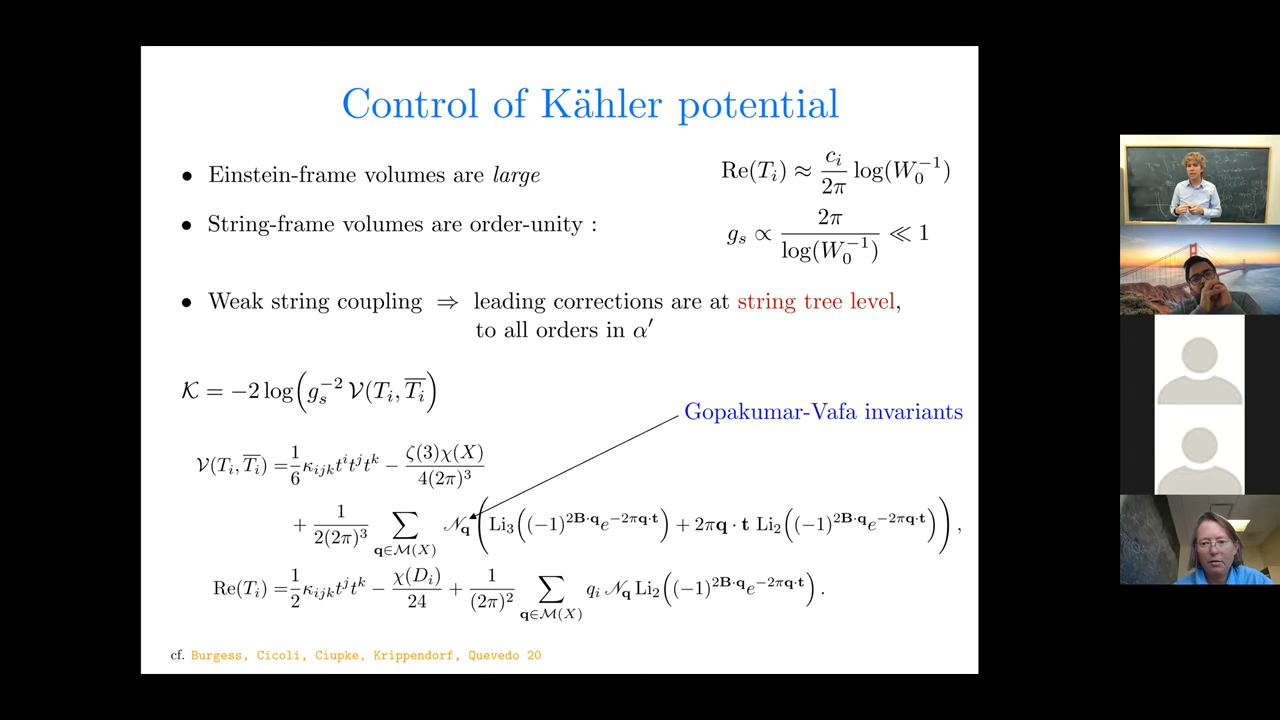 Control of Kähler potential
• Einstein-frame volumes are large
Re(T_i) ≈ c_i/2π log(W_0^{-1})
• String-frame volumes are order-unity :
g_s ∝ 2π/log(W_0^{-1}) ≪ 1
• Weak string coupling ⇒ leading corrections are at string tree level,
to all orders in α′
𝒦 = −2 log(g_s^{-2} 𝒱(T_i, \overline{T_i}))
Gopakumar-Vafa invariants
𝒱(T_i, \overline{T_i}) = 1/6 κ_{ijk}t^i t^j t^k − ζ(3)χ(X)/4(2π)^3
+ 1/2(2π)^3 ∑_{q∈ℳ(X)} 𝒩_q (Li_3((−1)^{2B·q}e^{−2πq·t}) + 2πq · t Li_2((−1)^{2B·q}e^{−2πq·t})) ,
Re(T_i) = 1/2 κ_{ijk}t^j t^k − χ(D_i)/24 + 1/(2π)^2 ∑_{q∈ℳ(X)} q_i 𝒩_q Li_2((−1)^{2B·q}e^{−2πq·t}) .
cf. Burgess, Cicoli, Ciupke, Krippendorf, Quevedo 20